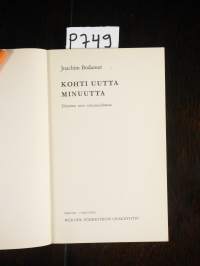 P749
Joachim Bodamer
KOHTI UUTTA
MINUUTTA
WERNER SÖDERSTRÖM OSAKEYHTIÖ